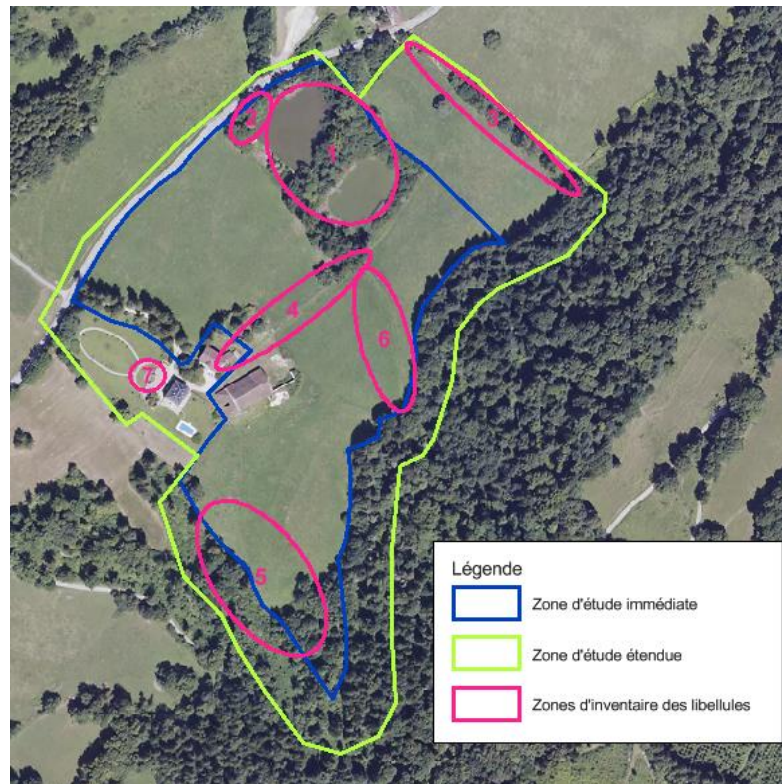 2
1
3
4
6
7
5
Légende
Zone d'étude immédiate
Zone d'étude étendue
Zones d'inventaire des libellules